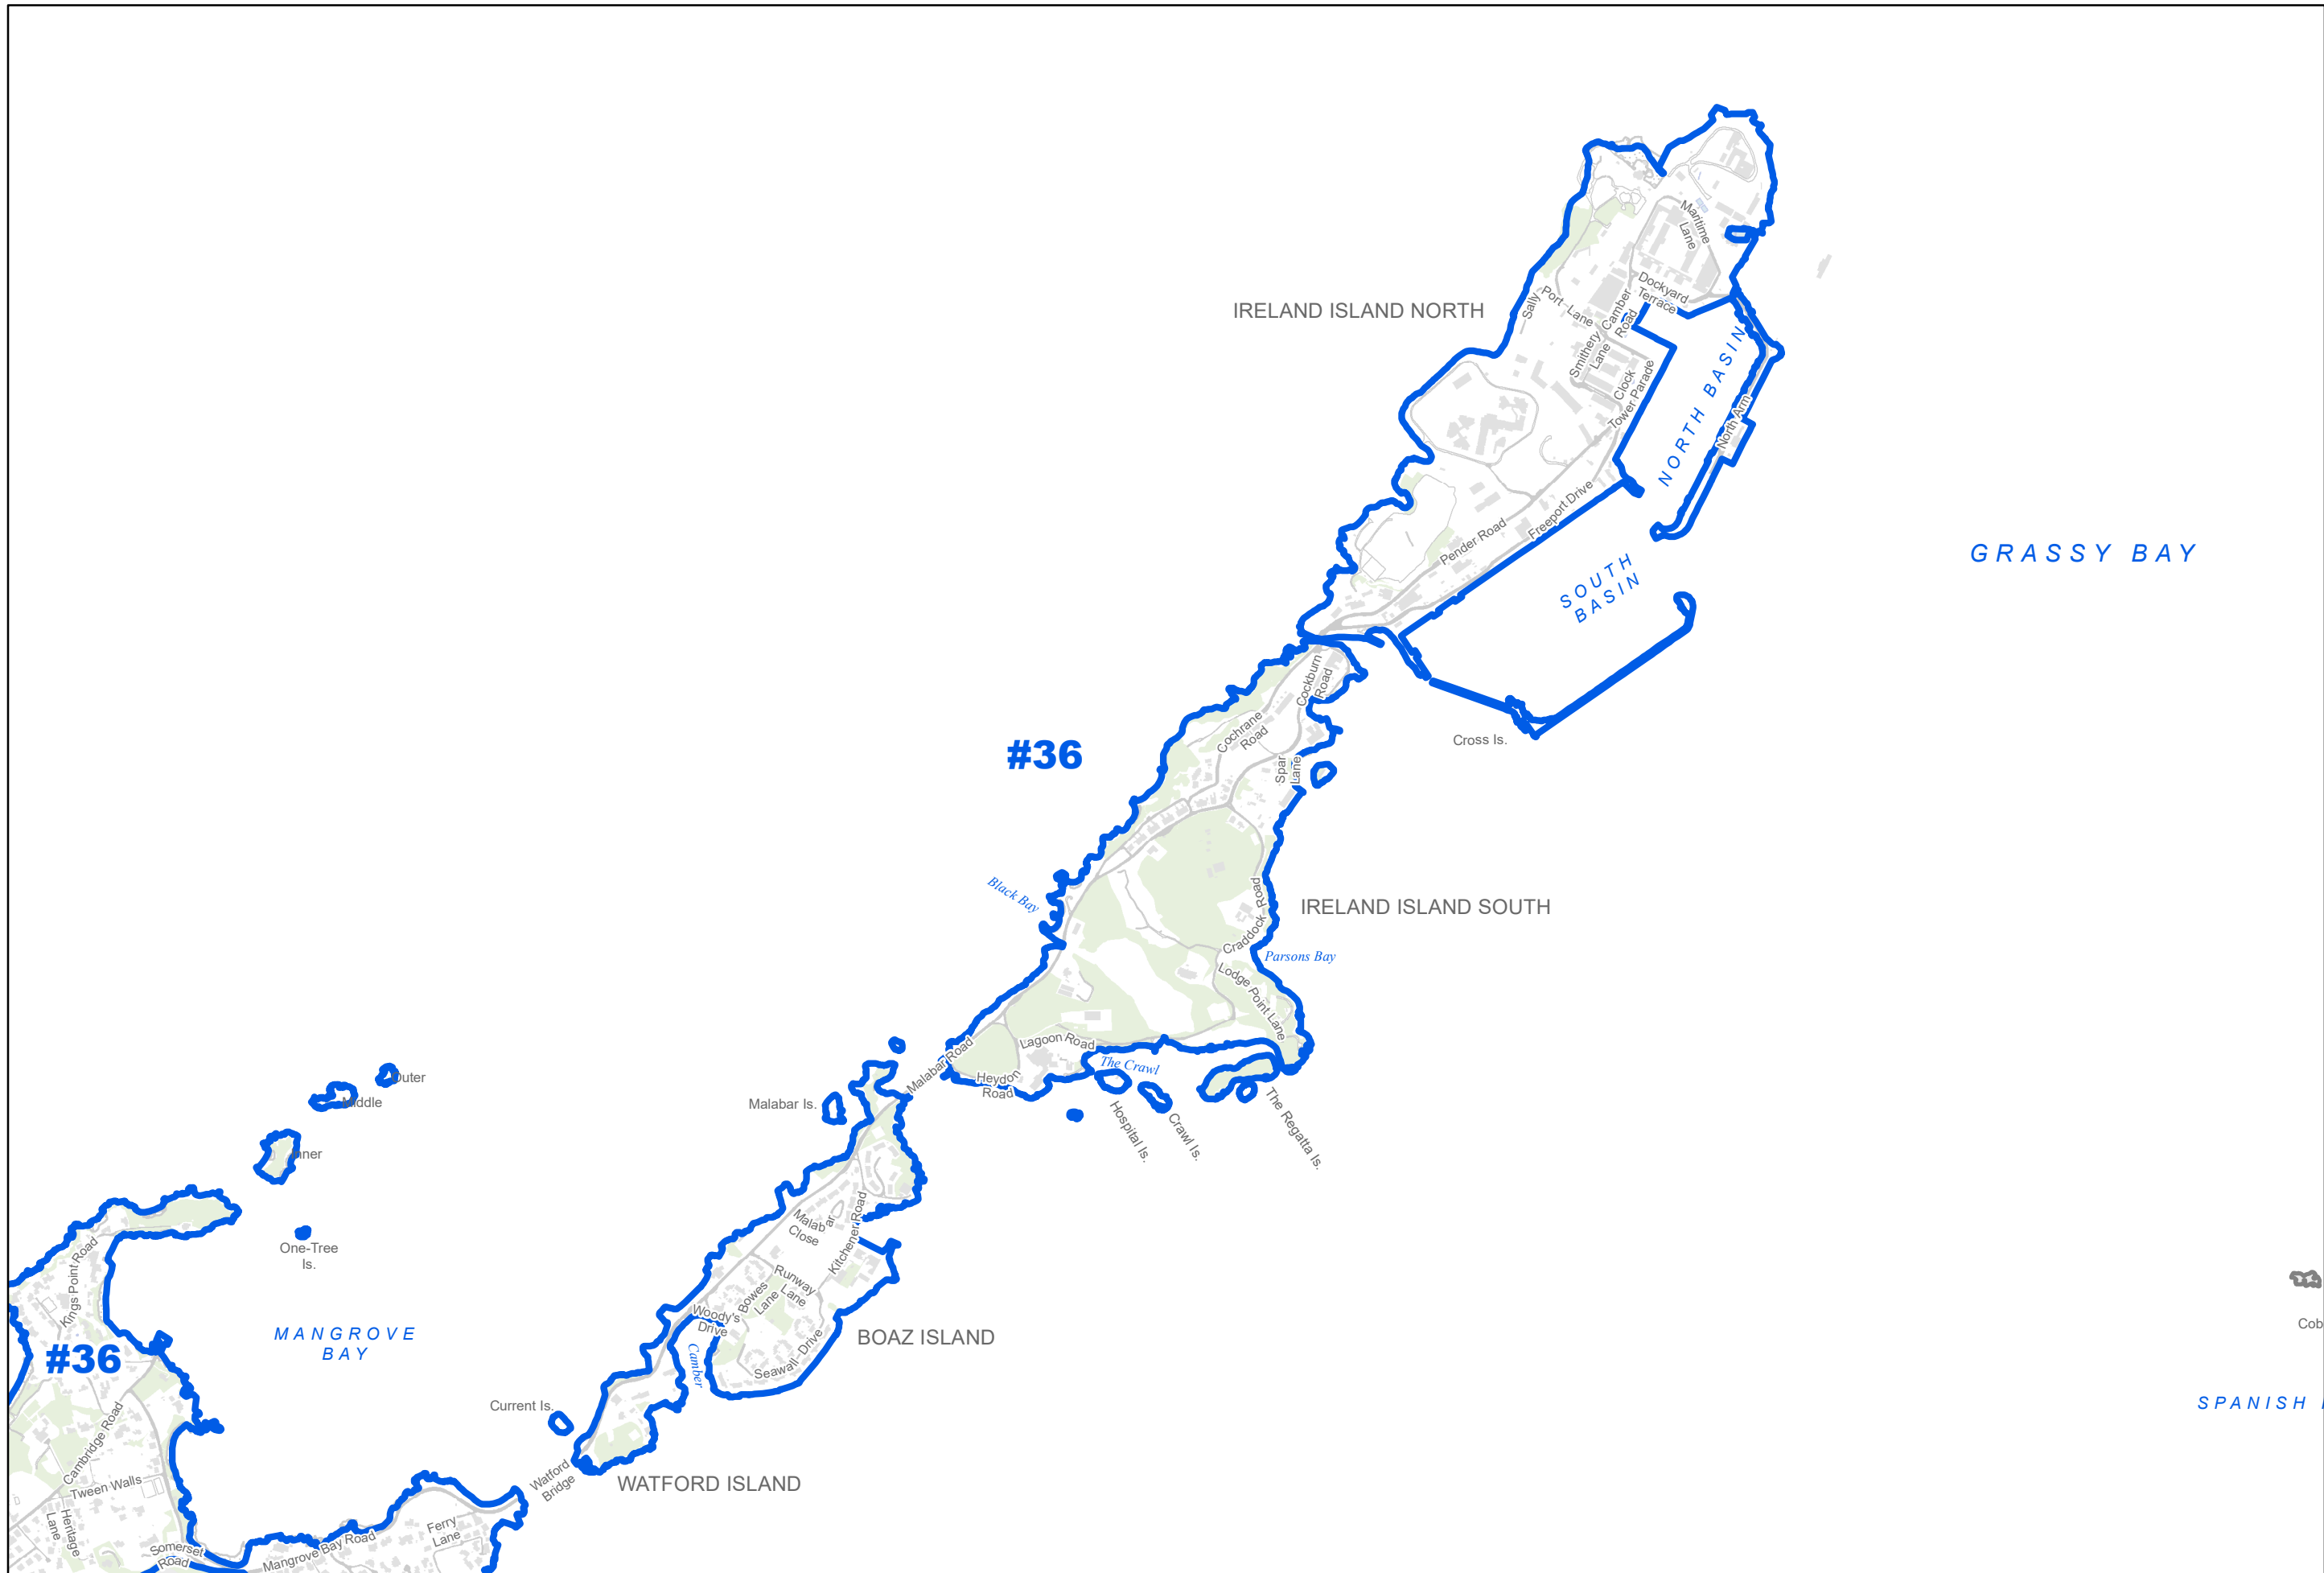 Maritime
Lane
Dockyard
Terrace
IRELAND ISLAND NORTH
Sally
Port Lane
Camber
Road
Smithery
Lane
Clock
Tower Parade
NORTH BASIN
North Arm
Freeport Drive
Pender Road
GRASSY BAY
SOUTH
BASIN
Cockburn
Road
Cochrane
Road
#36
Cross Is.
Spar
Lane
Black Bay
Craddock Road
IRELAND ISLAND SOUTH
Parsons Bay
Lodge Point Lane
Lagoon Road
Malabar Road
The Crawl
Heydon
Road
Outer
Middle
Malabar Is.
Hospital Is.
Crawl Is.
The Regatta Is.
Inner
Malabar
Close
Kitchener Road
One-Tree
Is.
Kings Point Road
Runway
Lane
Bowes
Lane
Woody's
Drive
MANGROVE
BAY
BOAZ ISLAND
#36
Camber
Seawall Drive
Cob
SPANISH
Current Is.
Cambridge Road
Watford
Bridge
WATFORD ISLAND
Tween Walls
Heritage
Lane
Ferry
Lane
Somerset
Road
Mangrove Bay Road